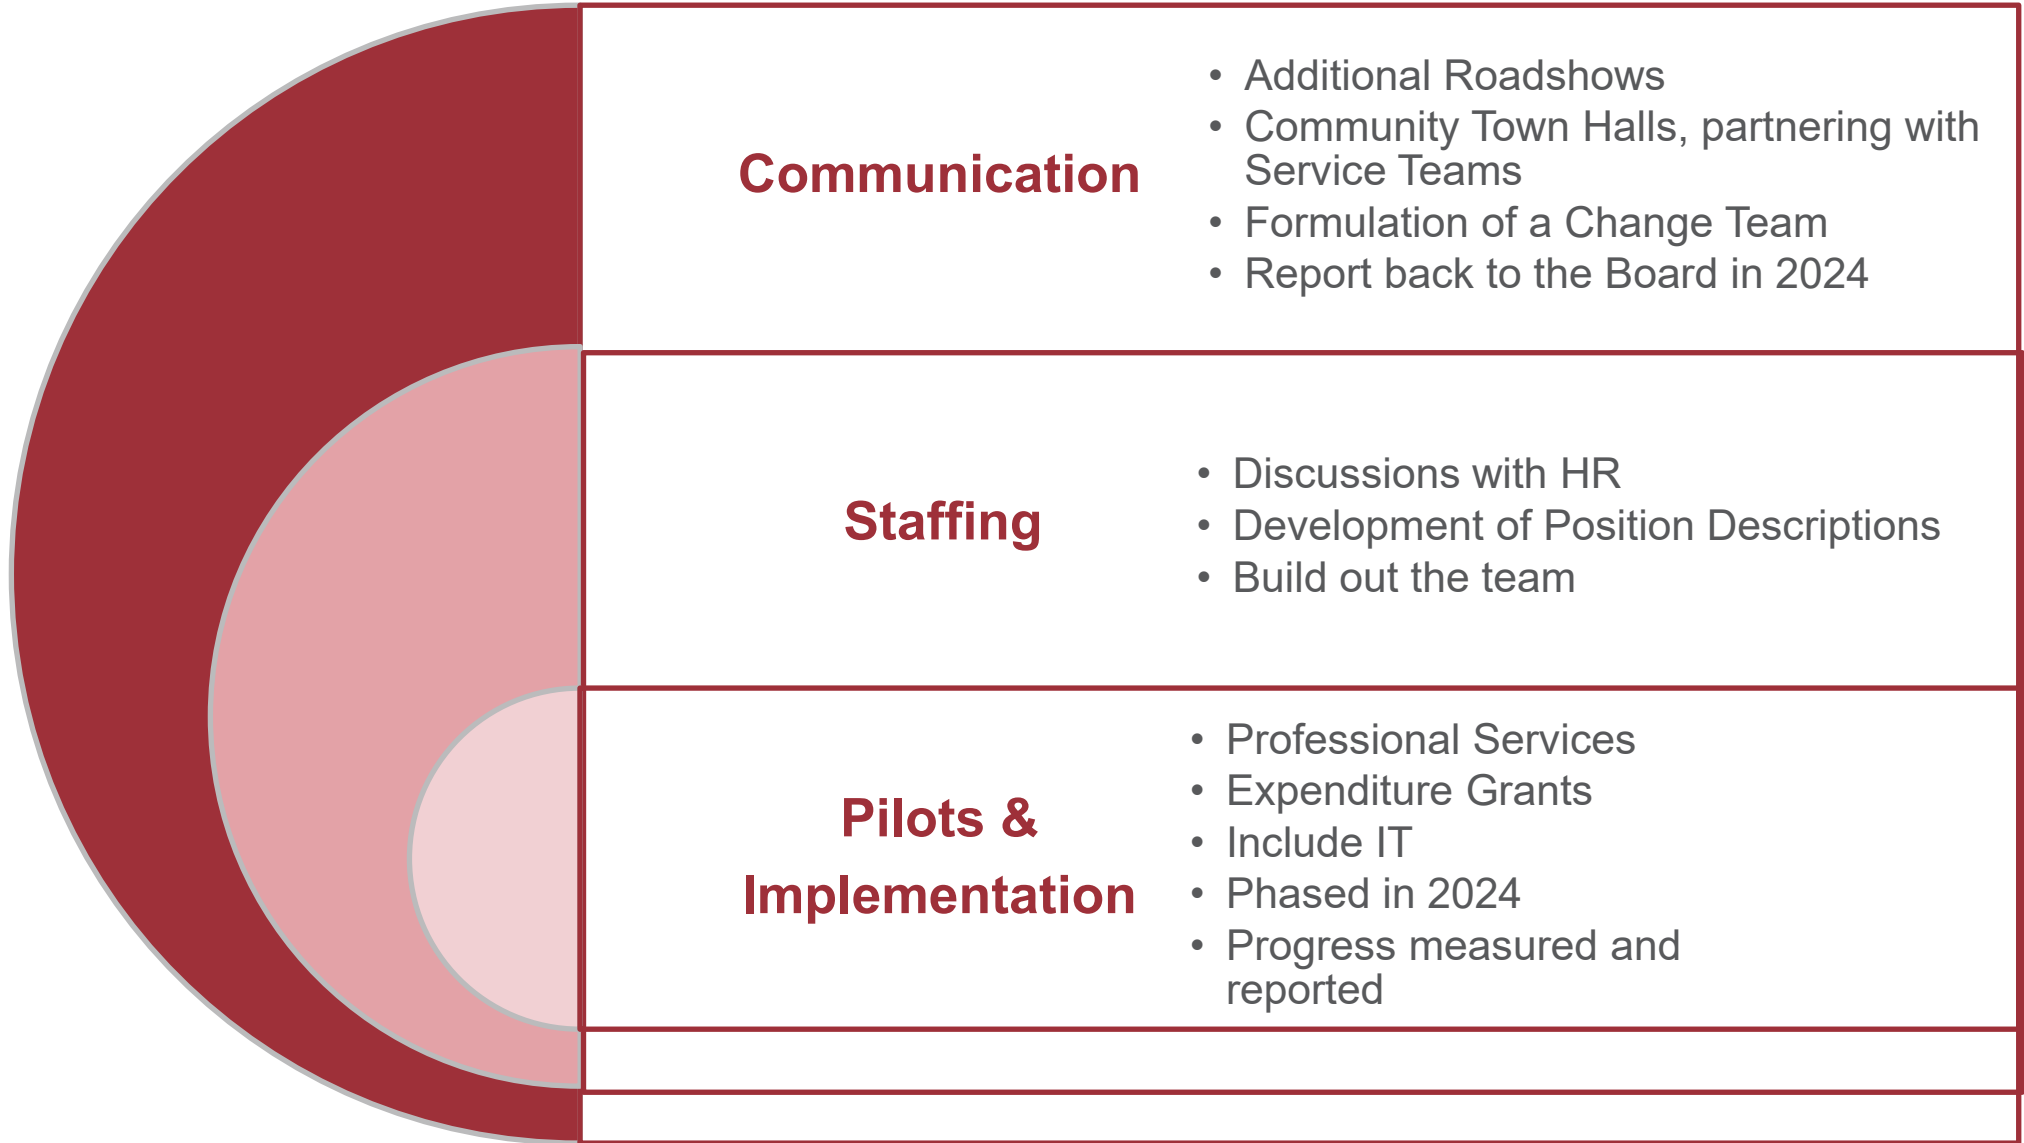 Communication
• Additional Roadshows
• Community Town Halls, partnering with
Service Teams
• Formulation of a Change Team
• Report back to the Board in 2024
Staffing
• Discussions with HR
• Development of Position Descriptions
• Build out the team
Pilots &
Implementation
• Professional Services
• Expenditure Grants
• Include IT
• Phased in 2024
• Progress measured and
reported